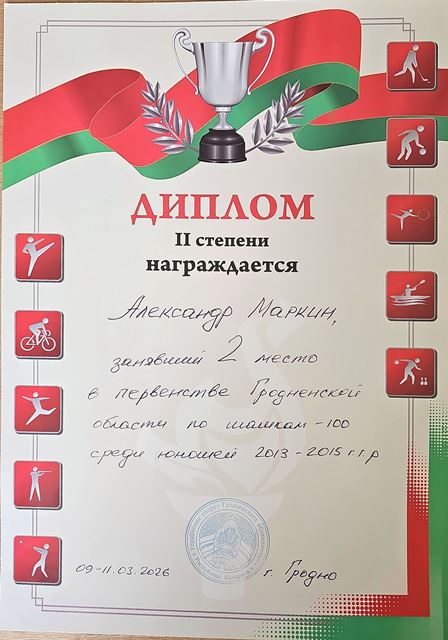 ДИПЛОМ
II степени
награждается
Александр Маркин,
занявший 2 место
в первенстве Гродненской
области по шашкам-100
среди юношей 2013-2015 г.г.р
09-11.03.2026 г. Гродно